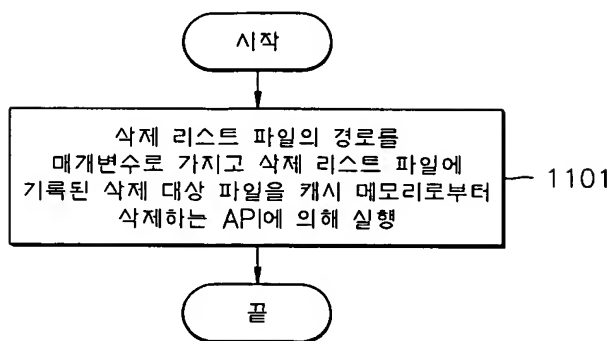 시작
삭제 리스트 파일의 경로를
매개변수로 가지고 삭제 리스트 파일에
기록된 삭제 대상 파일을 캐시 메모리로부터
삭제하는 API에 의해 실행
1101
끝